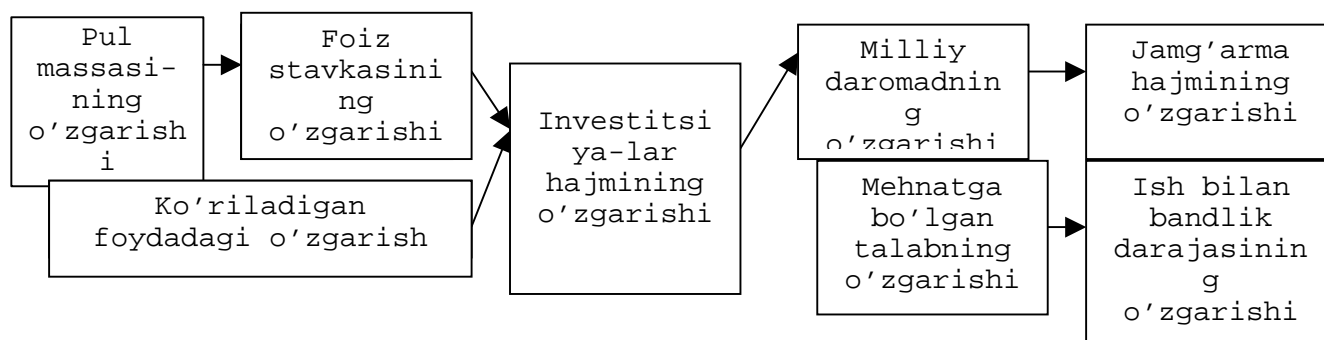 Pul
massasi-
ning
o’zgarish
i
Foiz
stavkasini
ng
o’zgarishi
Ko’riladigan
foydadagi o’zgarish
Investitsi
ya-lar
hajmining
o’zgarishi
Milliy
daromadnin
g
o’zgarishi
Jamg’arma
hajmining
o’zgarishi
Mehnatga
bo’lgan
talabning
o’zgarishi
Ish bilan
bandlik
darajasinin
g
o’zgarishi